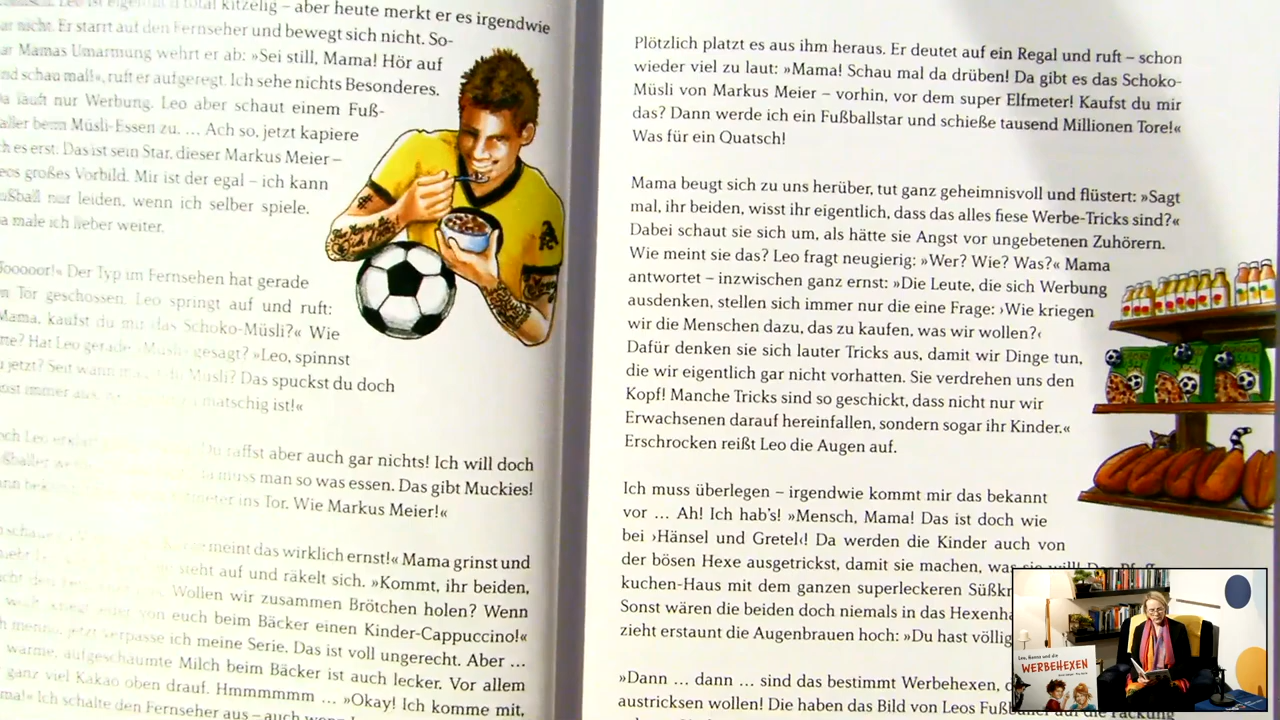 total kitzelig – aber heute merkt er es irgendwie
nicht. Er starrt auf den Fernseher und bewegt sich nicht. So-
Mamas Umarmung wehrt er ab: »Sei still, Mama! Hör auf
schau mal!«, ruft er aufgeregt. Ich sehe nichts Besonderes.
läuft nur Werbung. Leo aber schaut einem Fuß-
beim Müsli-Essen zu. … Ach so, jetzt kapiere
es erst: Das ist sein Star, dieser Markus Meier –
großes Vorbild. Mir ist der egal – ich kann
nur leiden, wenn ich selber spiele.
male ich lieber weiter.
Der Typ im Fernsehen hat gerade
Tor geschossen. Leo springt auf und ruft:
Mama, kaufst du mir das Schoko-Müsli?« Wie
Hat Leo gerade Müsli gesagt? »Leo, spinnst
jetzt? Seit wann Müsli? Das spuckst du doch
immer matschig ist!«
Leo Du raffst aber auch gar nichts! Ich will doch
muss man so was essen. Das gibt Muckies!
ins Tor. Wie Markus Meier!«
meint das wirklich ernst!« Mama grinst und
steht auf und räkelt sich. »Kommt, ihr beiden,
Wollen wir zusammen Brötchen holen? Wenn
von euch beim Bäcker einen Kinder-Cappuccino!«
jetzt verpasse ich meine Serie. Das ist voll ungerecht. Aber …
warme, aufgeschäumte Milch beim Bäcker ist auch lecker. Vor allem
ganz viel Kakao oben drauf. Hmmmmmm … »Okay! Ich komme mit,
Ich schalte den Fernseher aus – auch
Plötzlich platzt es aus ihm heraus. Er deutet auf ein Regal und ruft – schon
wieder viel zu laut: »Mama! Schau mal da drüben! Da gibt es das Schoko-
Müsli von Markus Meier – vorhin, vor dem super Elfmeter! Kaufst du mir
das? Dann werde ich ein Fußballstar und schieße tausend Millionen Tore!«
Was für ein Quatsch!
Mama beugt sich zu uns herüber, tut ganz geheimnisvoll und flüstert: »Sagt
mal, ihr beiden, wisst ihr eigentlich, dass das alles fiese Werbe-Tricks sind?«
Dabei schaut sie sich um, als hätte sie Angst vor ungebetenen Zuhörern.
Wie meint sie das? Leo fragt neugierig: »Wer? Wie? Was?« Mama
antwortet – inzwischen ganz ernst: »Die Leute, die sich Werbung
ausdenken, stellen sich immer nur die eine Frage: ›Wie kriegen
wir die Menschen dazu, das zu kaufen, was wir wollen?‹
Dafür denken sie sich lauter Tricks aus, damit wir Dinge tun,
die wir eigentlich gar nicht vorhatten. Sie verdrehen uns den
Kopf! Manche Tricks sind so geschickt, dass nicht nur wir
Erwachsenen darauf hereinfallen, sondern sogar ihr Kinder.«
Erschrocken reißt Leo die Augen auf.
Ich muss überlegen – irgendwie kommt mir das bekannt
vor … Ah! Ich hab's! »Mensch, Mama! Das ist doch wie
bei ›Hänsel und Gretel‹! Da werden die Kinder auch von
der bösen Hexe ausgetrickst, damit sie machen, was sie will!
kuchen-Haus mit dem ganzen superleckeren
Sonst wären die beiden doch niemals in das
zieht erstaunt die Augenbrauen hoch: »Du hast völlig
»Dann … dann … sind das bestimmt Werbehexen,
austricksen wollen! Die haben das Bild von Leos
Leo, Hanna und die
WERBEHEXEN